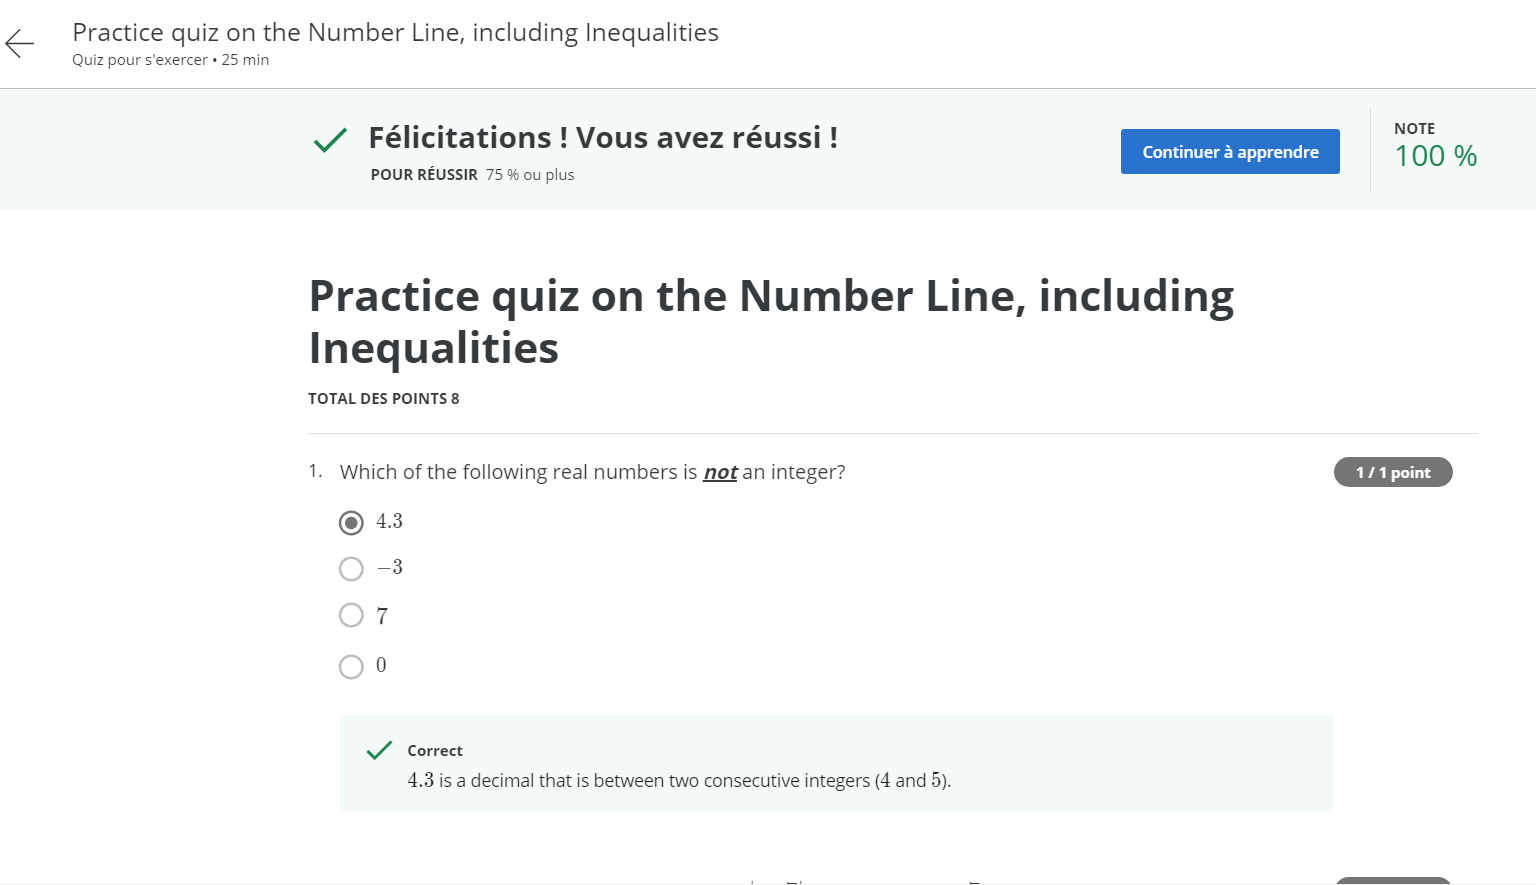 Practice quiz on the Number Line, including Inequalities
Quiz pour s'exercer • 25 min
Félicitations ! Vous avez réussi !
POUR RÉUSSIR 75 % ou plus
Continuer à apprendre
NOTE
100 %
Practice quiz on the Number Line, including
Inequalities
TOTAL DES POINTS 8
1. Which of the following real numbers is not an integer?
1 / 1 point
4.3
−3
7
0
Correct
4.3 is a decimal that is between two consecutive integers (4 and 5).